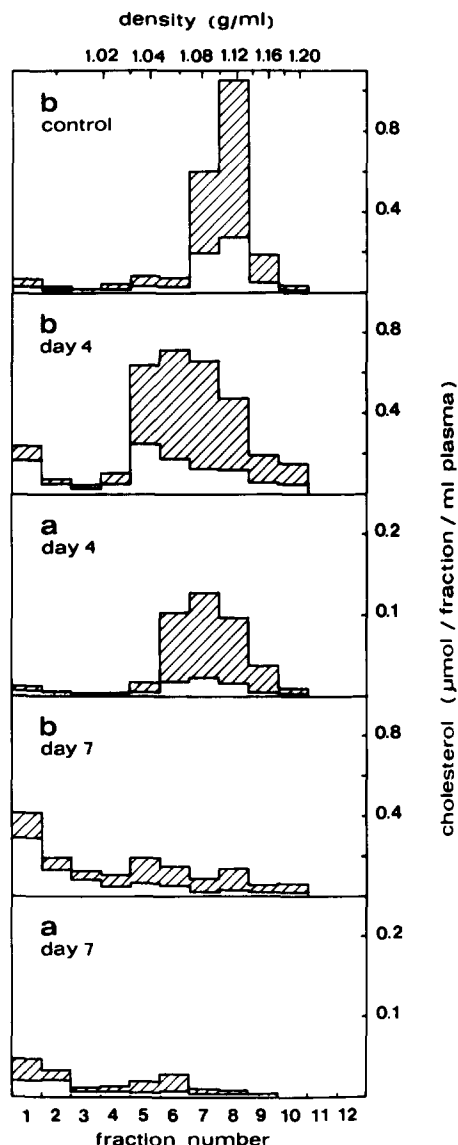 density (g/ml)
1.02 1.04 1.08 1.12 1.16 1.20
b
control
0.8
0.4
b
day 4
0.8
0.4
a
day 4
0.2
0.1
b
day 7
0.8
0.4
a
day 7
0.2
0.1
cholesterol (μmol / fraction / ml plasma)
1 2 3 4 5 6 7 8 9 10 11 12
fraction number